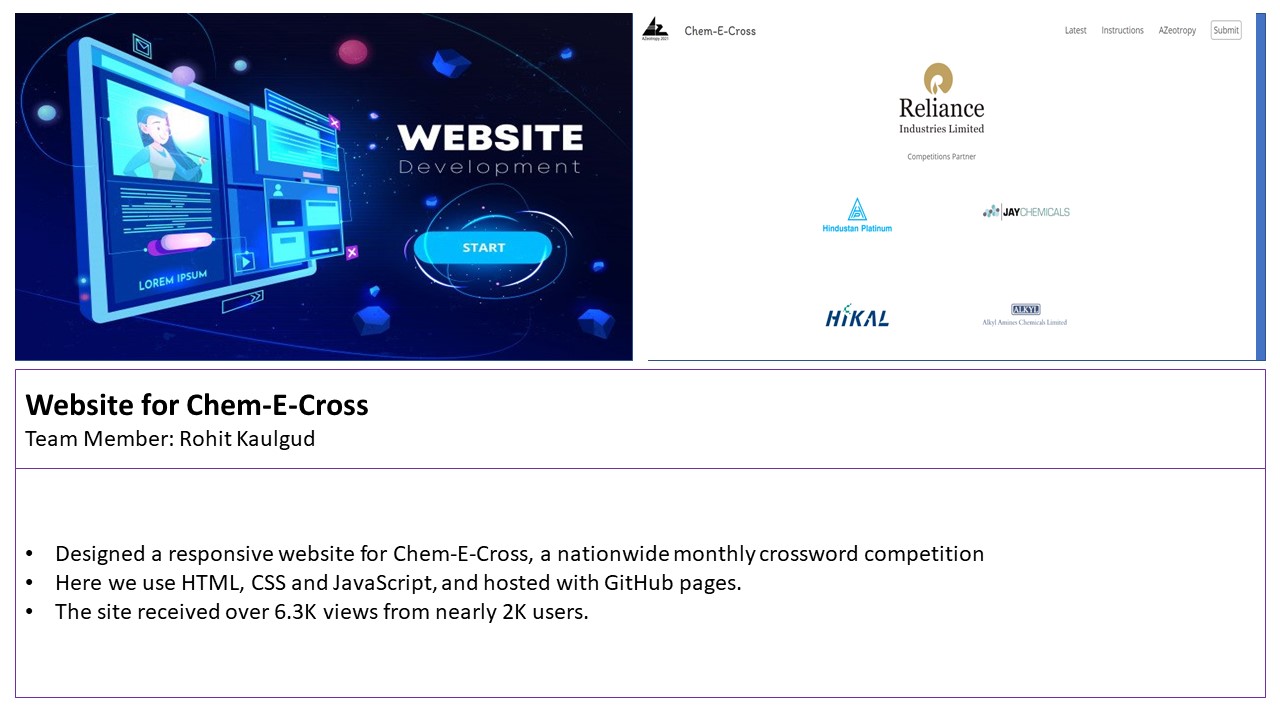 WEBSITE
Development
START
LOREM IPSUM
AZeotropy 2021
Chem-E-Cross
Latest
Instructions
AZeotropy
Submit
Reliance
Industries Limited
Competitions Partner
Hindustan Platinum
JAYCHEMICALS
HIKAL
ALKYL
Alkyl Amines Chemicals Limited
Website for Chem-E-Cross
Team Member: Rohit Kaulgud
• Designed a responsive website for Chem-E-Cross, a nationwide monthly crossword competition
• Here we use HTML, CSS and JavaScript, and hosted with GitHub pages.
• The site received over 6.3K views from nearly 2K users.